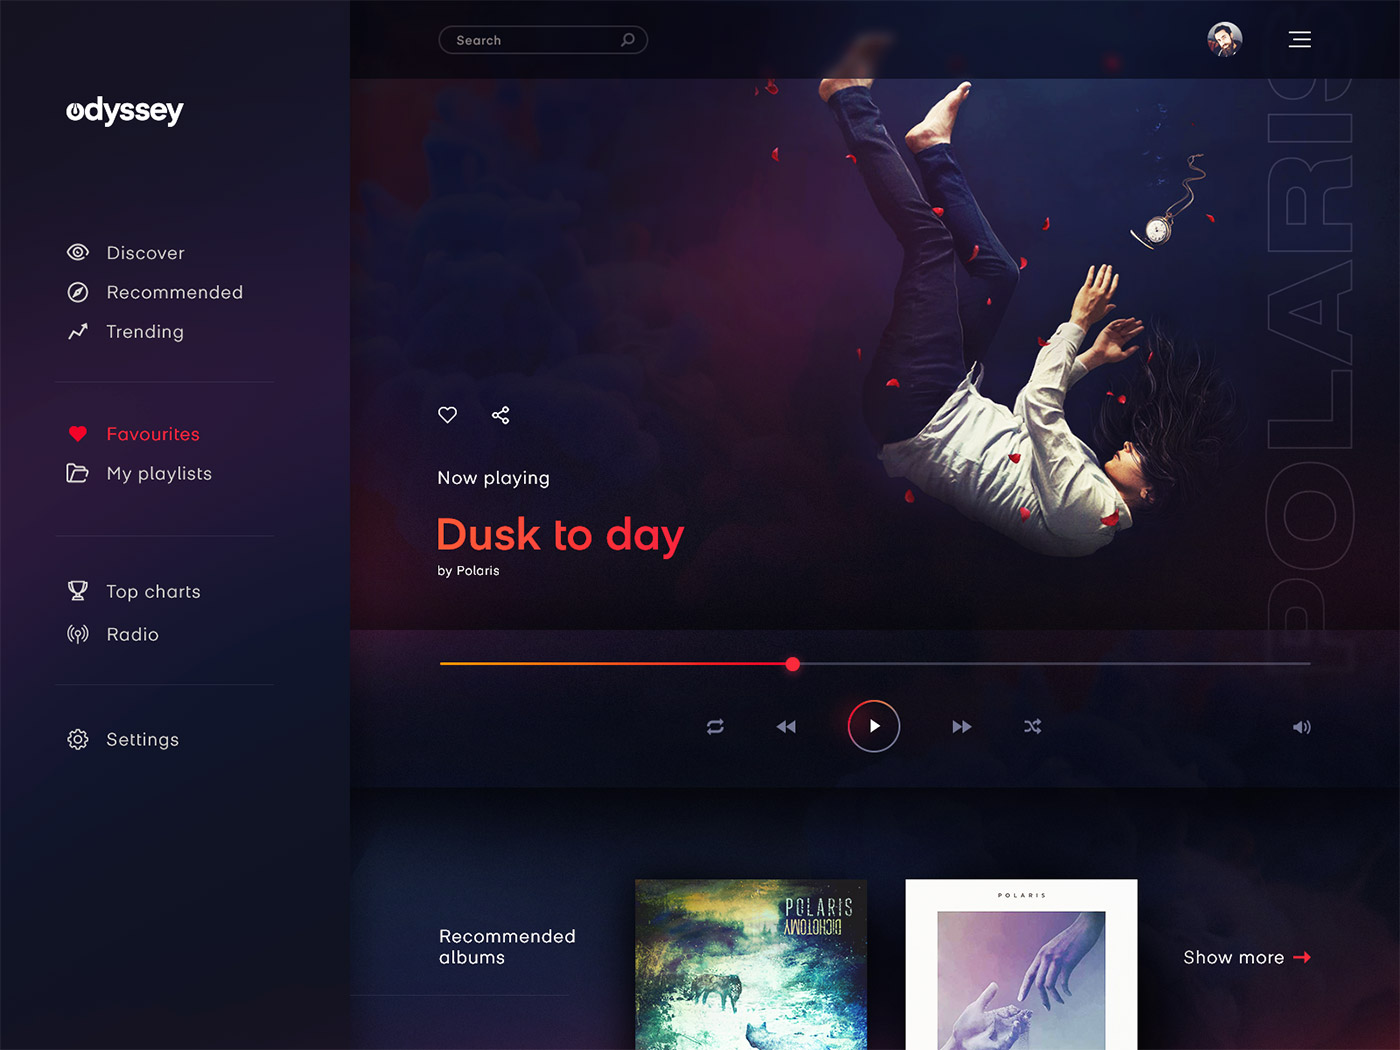 odyssey
Search
Discover
Recommended
Trending
Favourites
My playlists
Top charts
Radio
Settings
POLARIS
Now playing
Dusk to day
by Polaris
Recommended
albums
POLARIS
DICHOTOMY
POLARIS
Show more